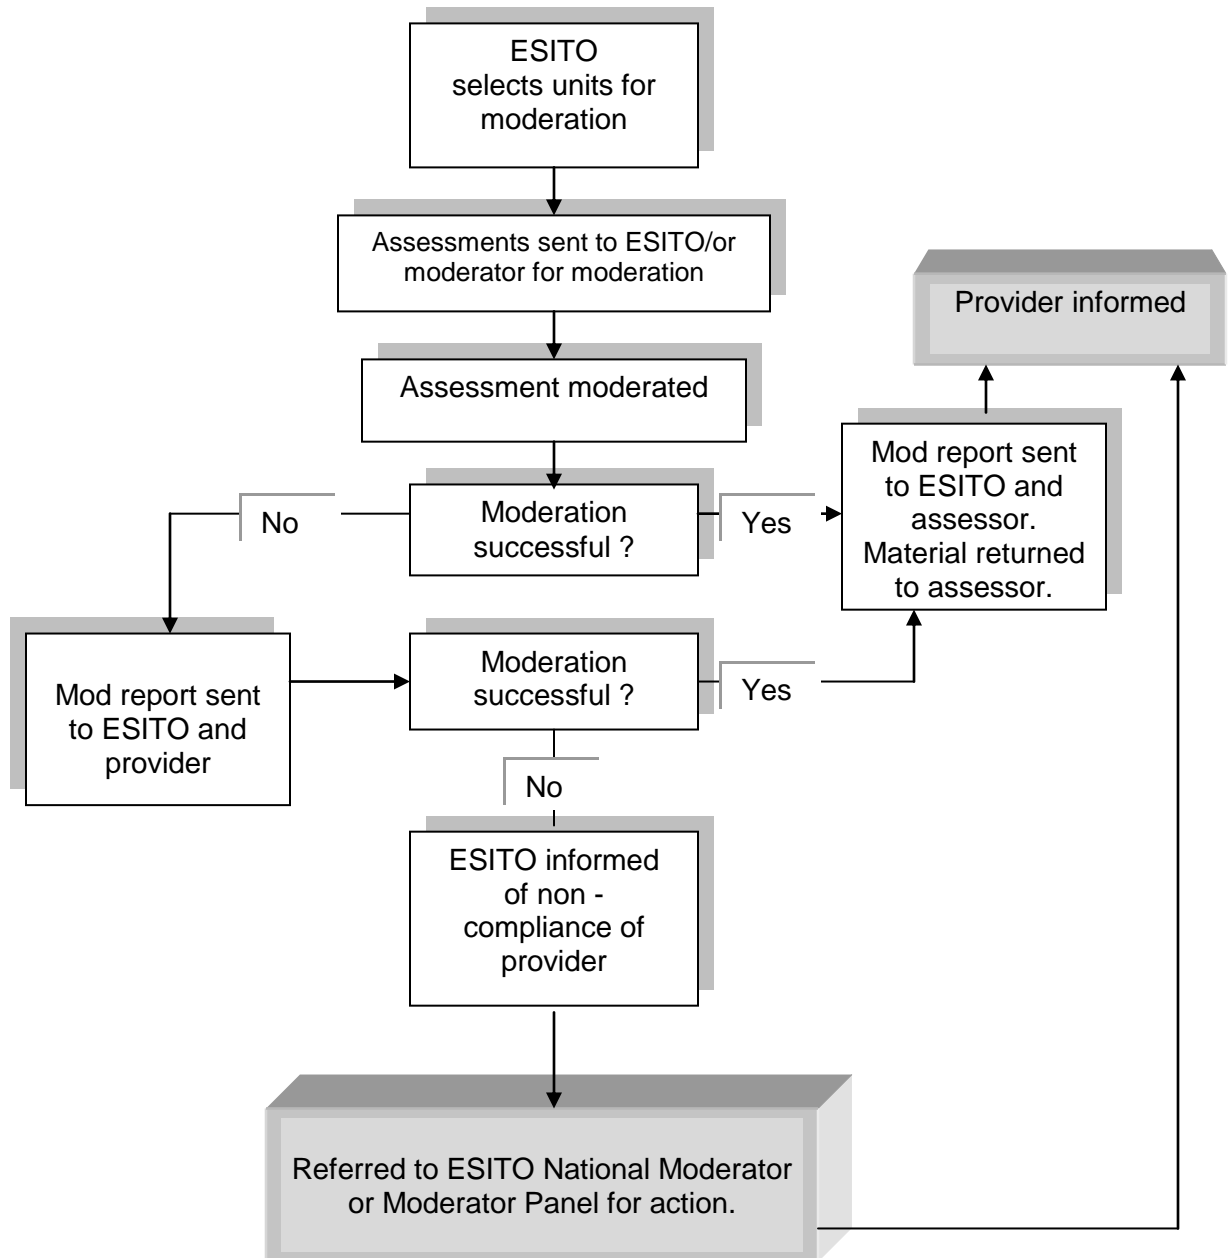 ESITO
selects units for
moderation
Assessments sent to ESITO/or
moderator for moderation
Provider informed
Assessment moderated
Mod report sent
to ESITO and
assessor.
Material returned
to assessor.
No
Moderation
successful ?
Yes
Mod report sent
to ESITO and
provider
Moderation
successful ?
Yes
No
ESITO informed
of non -
compliance of
provider
Referred to ESITO National Moderator
or Moderator Panel for action.